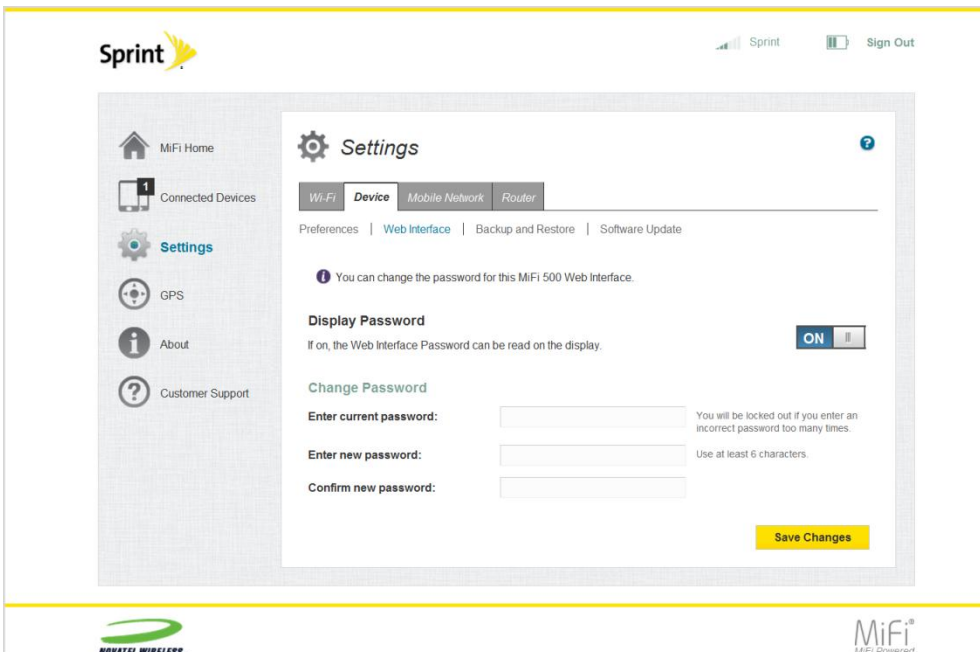 Sprint
Sprint
Sign Out
MiFi Home
1
Connected Devices
Settings
GPS
About
Customer Support
Settings
Wi-Fi
Device
Mobile Network
Router
Preferences | Web Interface | Backup and Restore | Software Update
You can change the password for this MiFi 500 Web Interface.
Display Password
If on, the Web Interface Password can be read on the display.
ON
Change Password
Enter current password:
You will be locked out if you enter an
incorrect password too many times.
Enter new password:
Use at least 6 characters.
Confirm new password:
Save Changes
NOVATEL WIRELESS
MiFi®
MiFi Powered